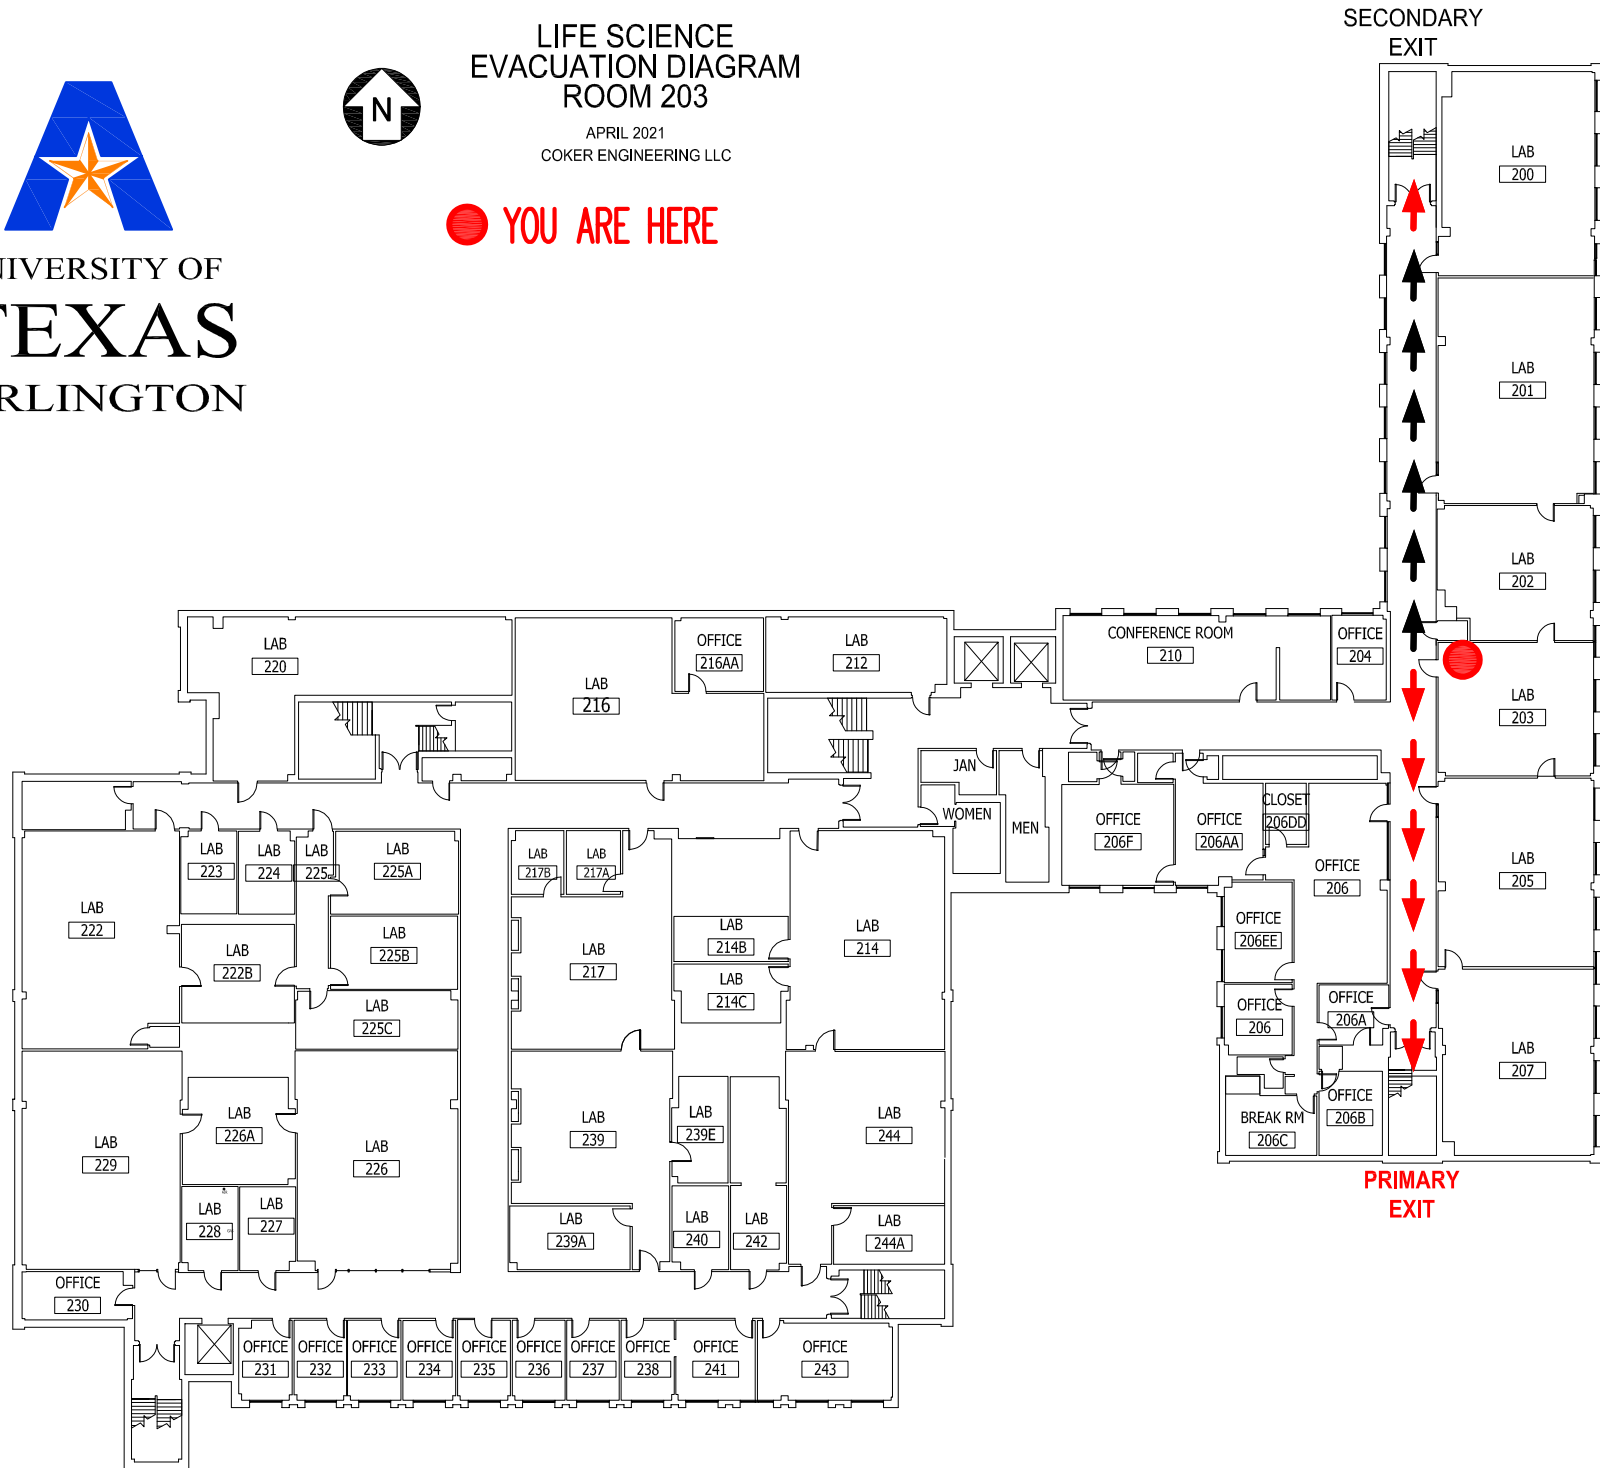 SECONDARY
EXIT
LIFE SCIENCE
EVACUATION DIAGRAM
ROOM 203
N
APRIL 2021
COKER ENGINEERING LLC
YOU ARE HERE
NIVERSITY OF
TEXAS
RLINGTON
LAB
200
LAB
201
LAB
202
LAB
203
LAB
205
LAB
207
CONFERENCE ROOM
210
OFFICE
204
LAB
220
LAB
216
OFFICE
216AA
LAB
212
JAN
WOMEN
MEN
OFFICE
206F
OFFICE
206AA
CLOSET
206DD
OFFICE
206
OFFICE
206EE
OFFICE
206
OFFICE
206A
OFFICE
206B
BREAK RM
206C
PRIMARY
EXIT
LAB
222
LAB
223
LAB
224
LAB
225
LAB
225A
LAB
225B
LAB
222B
LAB
225C
LAB
217B
LAB
217A
LAB
217
LAB
214B
LAB
214C
LAB
214
LAB
229
LAB
226A
LAB
226
LAB
228
LAB
227
LAB
239
LAB
239E
LAB
244
LAB
239A
LAB
240
LAB
242
LAB
244A
OFFICE
230
OFFICE
231
OFFICE
232
OFFICE
233
OFFICE
234
OFFICE
235
OFFICE
236
OFFICE
237
OFFICE
238
OFFICE
241
OFFICE
243